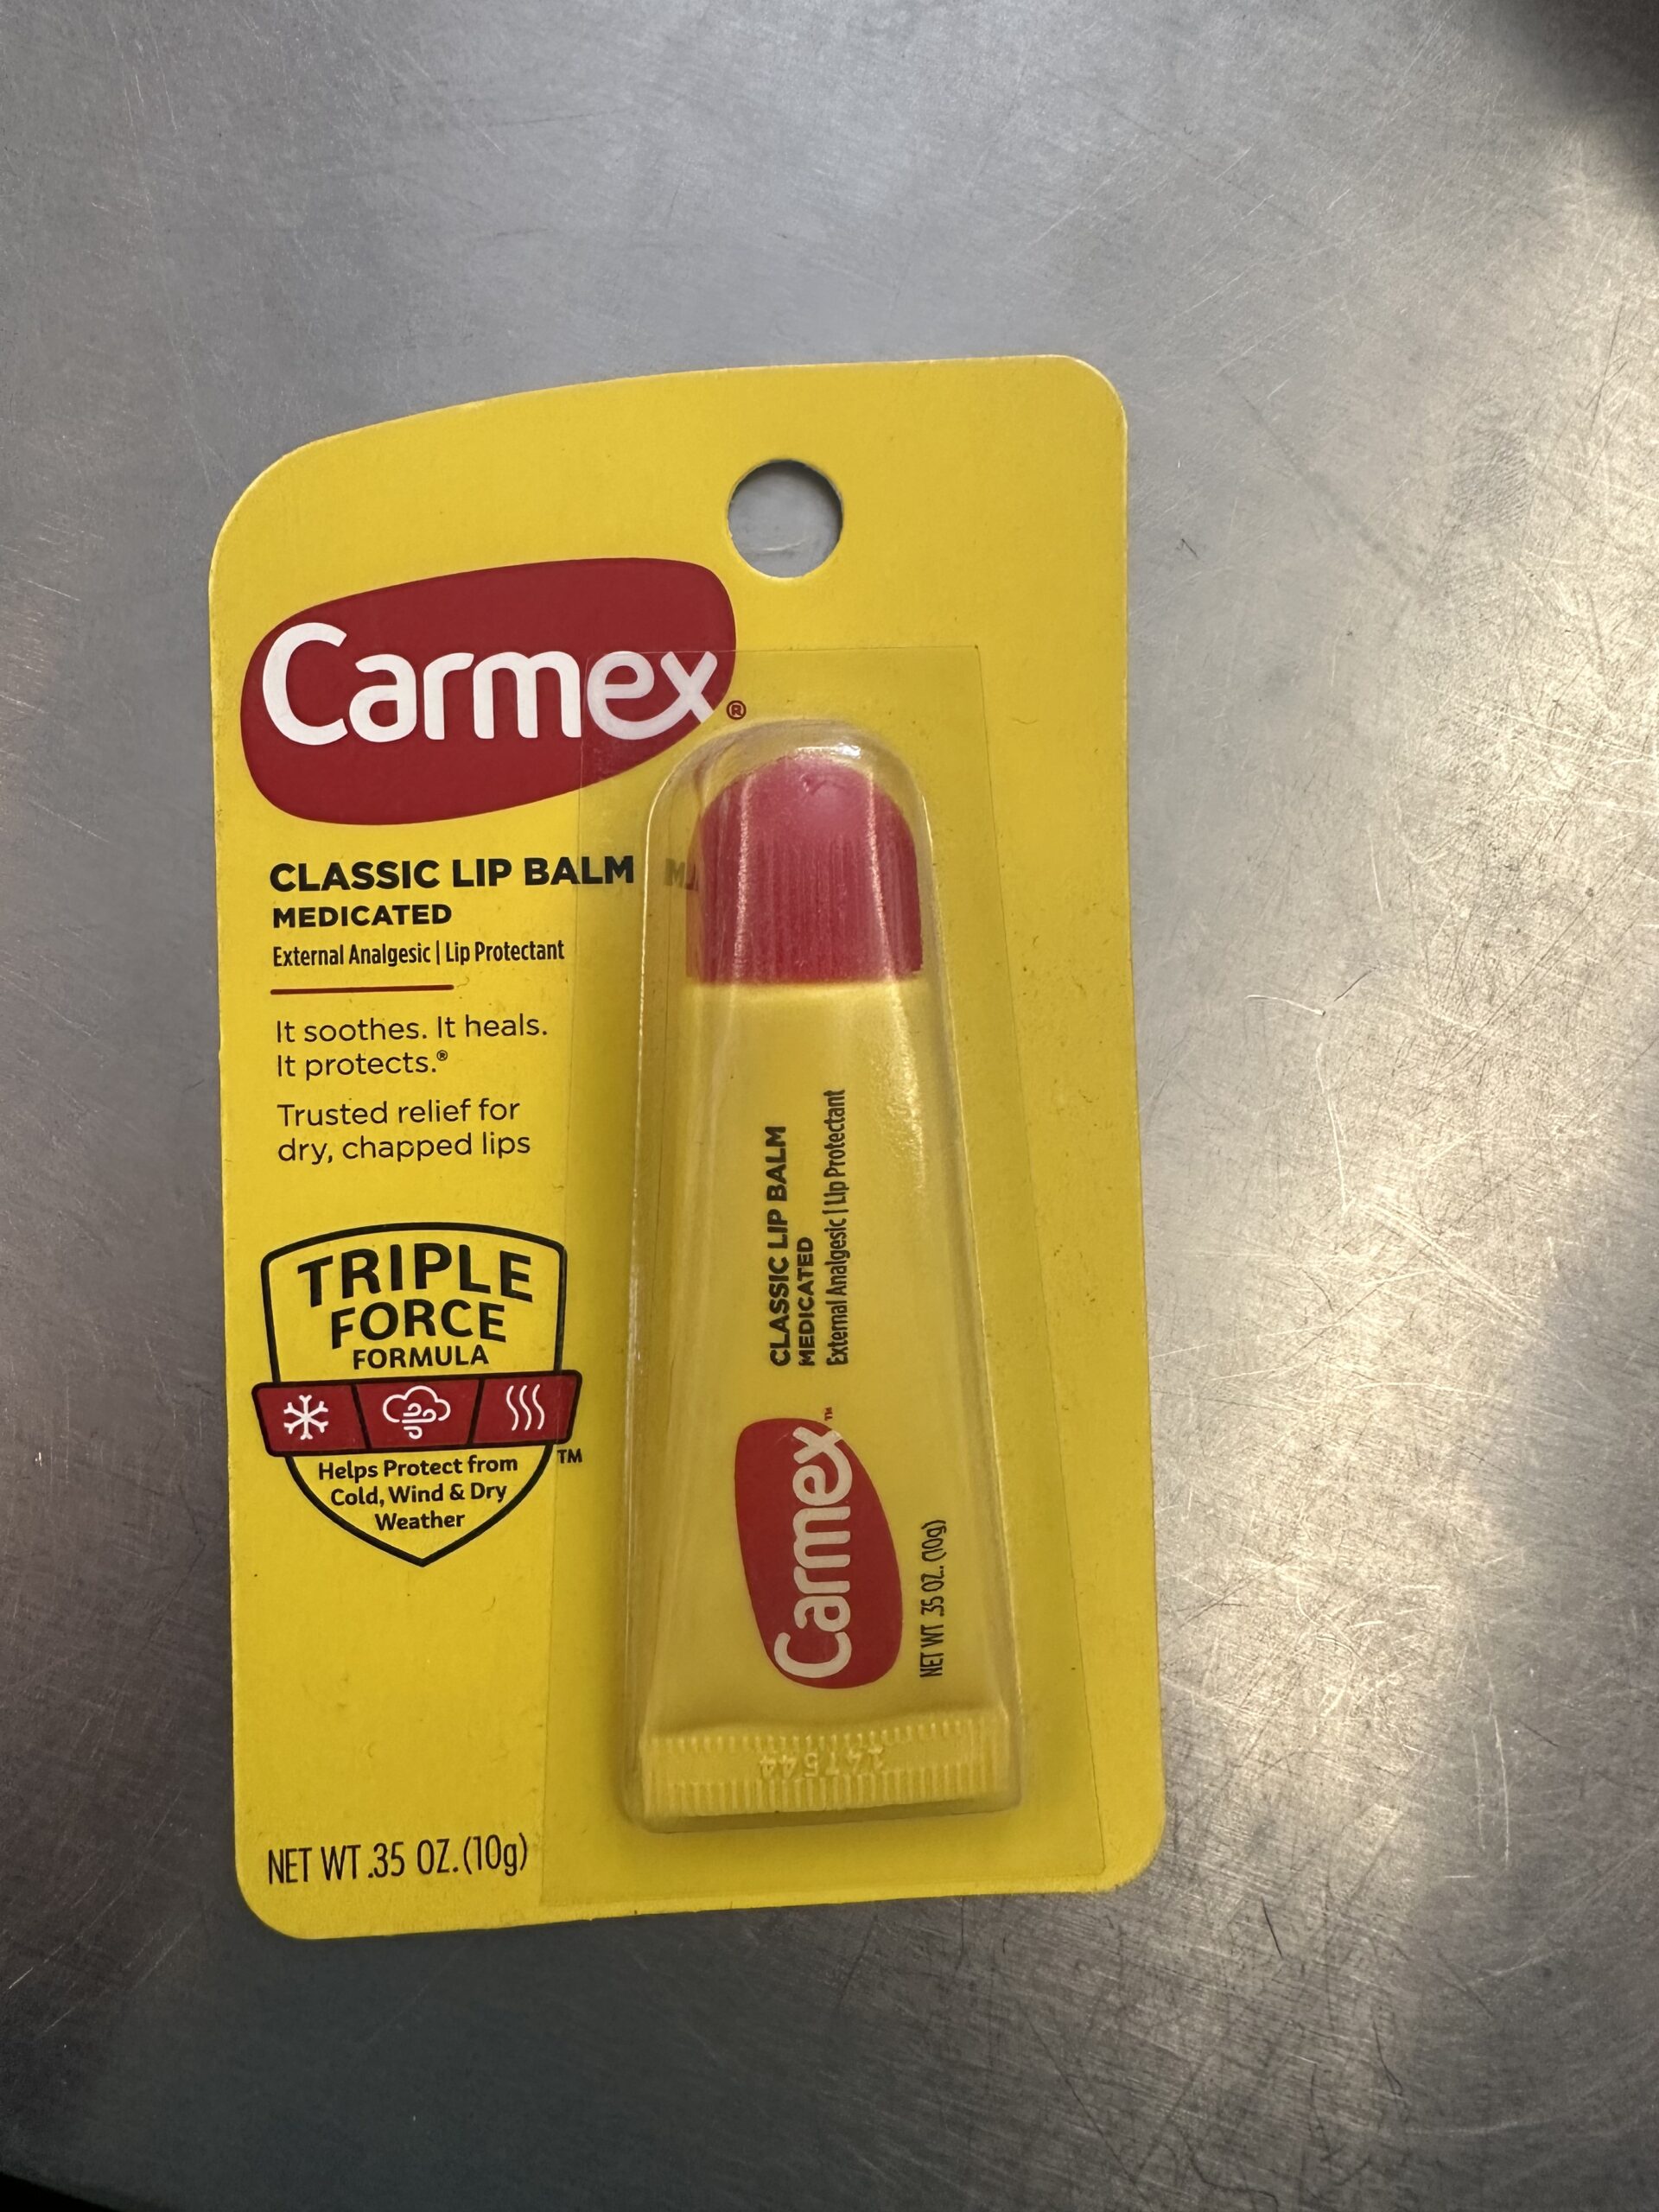 Carmex®
CLASSIC LIP BALM
MEDICATED
External Analgesic | Lip Protectant
It soothes. It heals.
It protects.®
Trusted relief for
dry, chapped lips
TRIPLE
FORCE
FORMULA
Helps Protect from
Cold, Wind & Dry
Weather
TM
NET WT .35 OZ. (10g)
CLASSIC LIP BALM
MEDICATED
External Analgesic | Lip Protectant
Carmex™
NET WT .35 OZ. (10g)